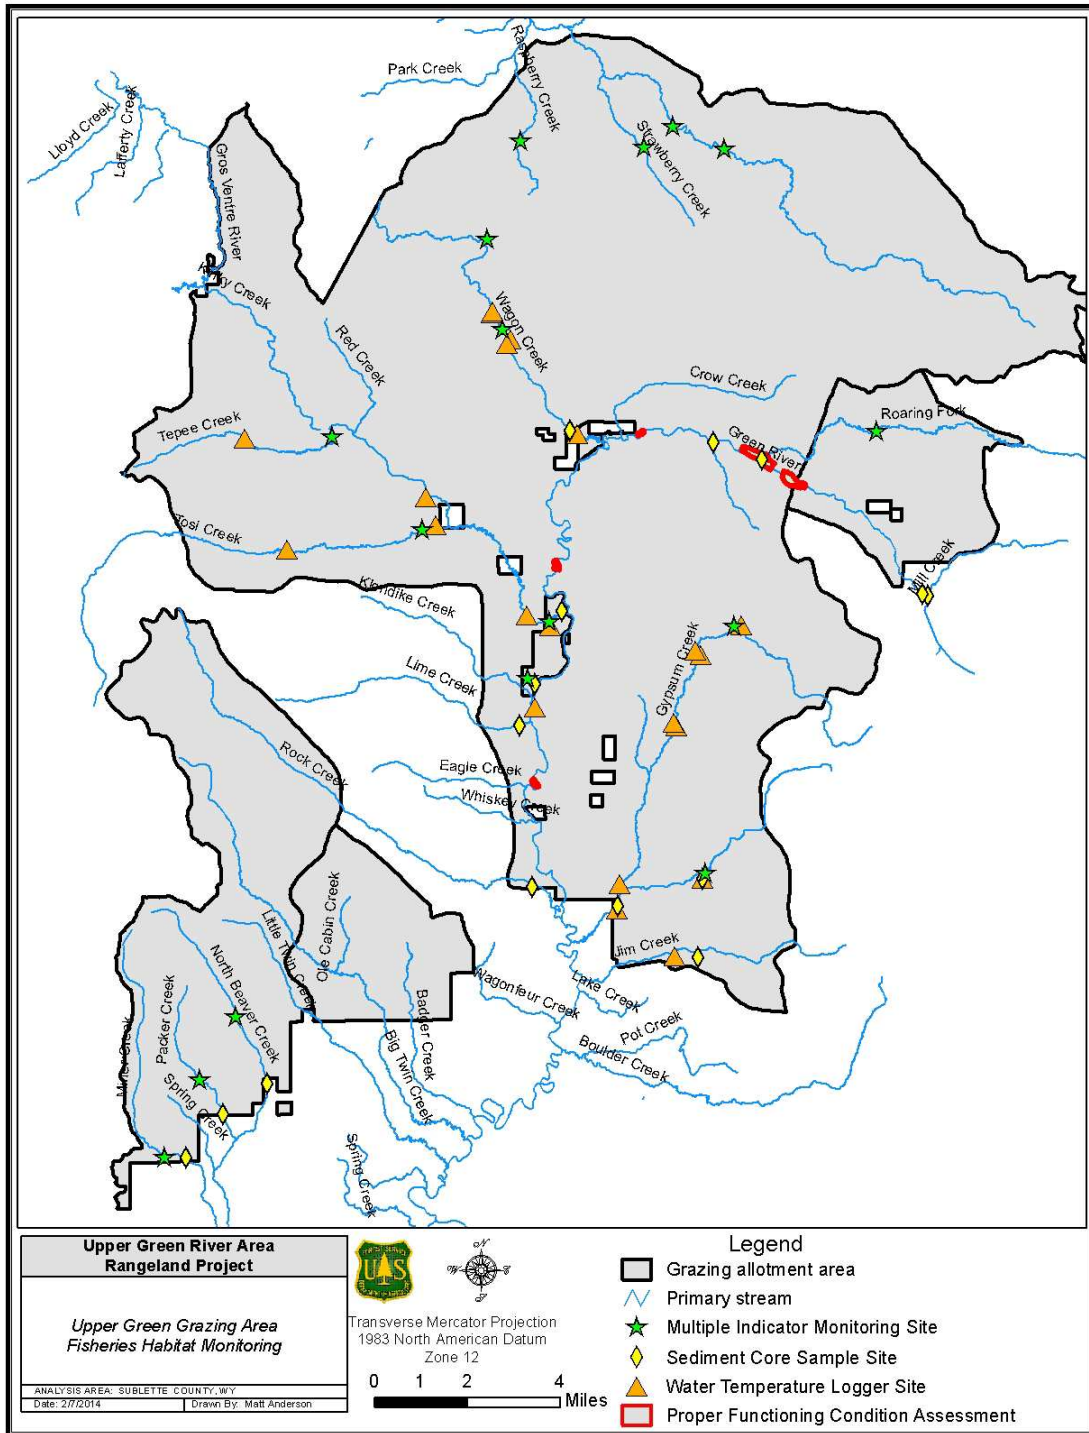 Park Creek
Raspberry Creek
Strawberry Creek
Lloyd Creek
Lafferty Creek
Gros Ventre River
Kinky Creek
Red Creek
Wagon Creek
Crow Creek
Roaring Fork
Green River
Tepee Creek
Tosi Creek
Klondike Creek
Mill Creek
Lime Creek
Gypsum Creek
Rock Creek
Eagle Creek
Whiskey Creek
Ole Cabin Creek
Little Twin Creek
North Beaver Creek
Packer Creek
Miner Creek
Spring Creek
Badger Creek
Big Twin Creek
Jim Creek
Wagonfeur Creek
Lake Creek
Pot Creek
Boulder Creek
Spring Creek
Upper Green River Area
Rangeland Project
Upper Green Grazing Area
Fisheries Habitat Monitoring
ANALYSIS AREA: SUBLETTE COUNTY, WY
Date: 2/7/2014
Drawn By: Matt Anderson
U S
N
W E
S
Transverse Mercator Projection
1983 North American Datum
Zone 12
0 1 2 4
Miles
Legend
Grazing allotment area
Primary stream
Multiple Indicator Monitoring Site
Sediment Core Sample Site
Water Temperature Logger Site
Proper Functioning Condition Assessment